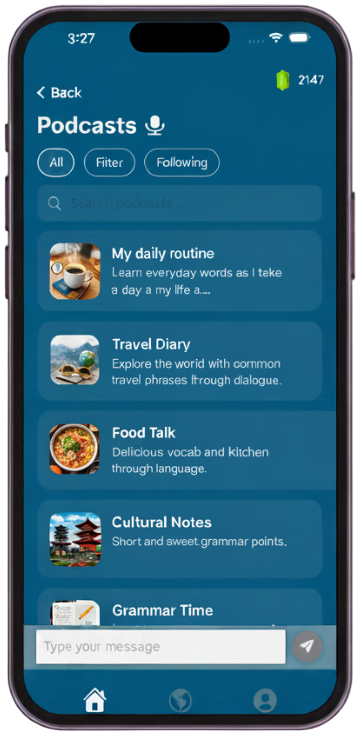 3:27
2147
Back
Podcasts
All
Filter
Following
Search podcasts ...
My daily routine
Learn everyday words as I teke
a day a my life a....
Travel Diary
Explore the world with common
travel phrases through dialogue.
Food Talk
Delicious vocab and kitchen
through language.
Cultural Notes
Short and sweet.grammar points.
Grammar Time
Type your message